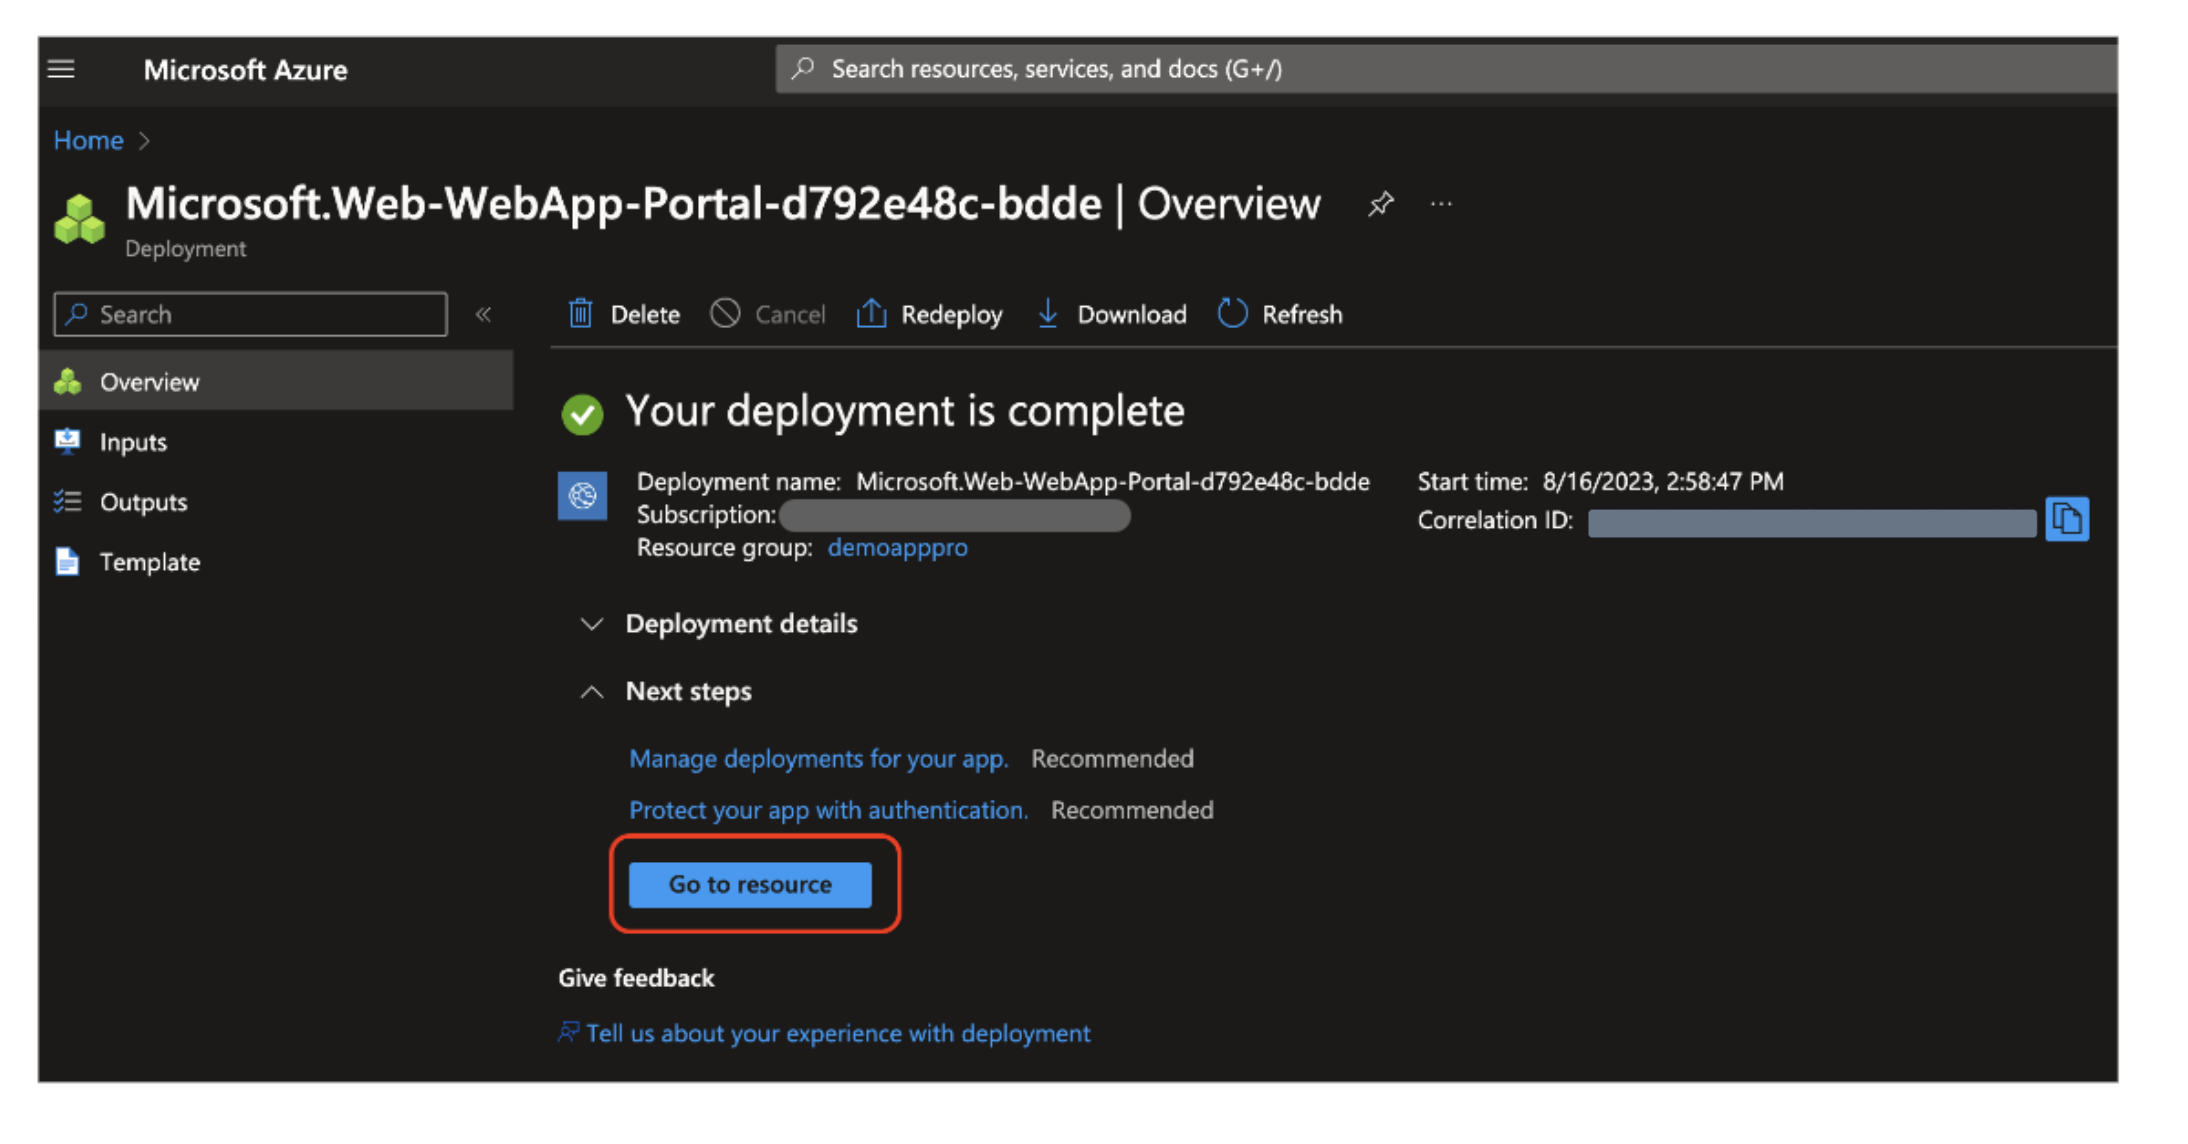 Microsoft Azure
Search resources, services, and docs (G+/)
Home >
Microsoft.Web-WebApp-Portal-d792e48c-bdde | Overview ...
Deployment
Search «
Delete Cancel Redeploy Download Refresh
Overview
Inputs
Outputs
Template
Your deployment is complete
Deployment name: Microsoft.Web-WebApp-Portal-d792e48c-bdde
Subscription:
Resource group: demoapppro
Start time: 8/16/2023, 2:58:47 PM
Correlation ID:
Deployment details
Next steps
Manage deployments for your app. Recommended
Protect your app with authentication. Recommended
Go to resource
Give feedback
Tell us about your experience with deployment